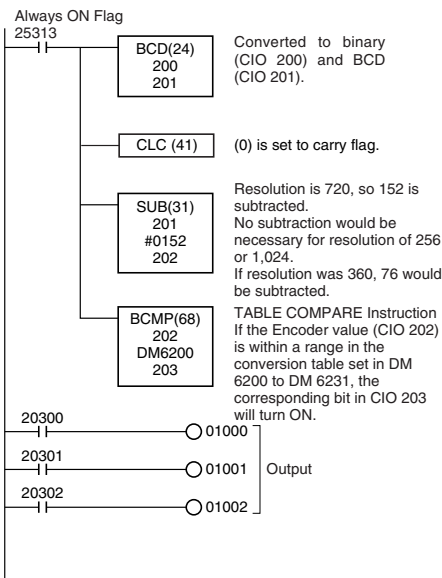 Always ON Flag
25313
BCD(24)
200
201
Converted to binary
(CIO 200) and BCD
(CIO 201).
CLC (41)
(0) is set to carry flag.
SUB(31)
201
#0152
202
Resolution is 720, so 152 is
subtracted.
No subtraction would be
necessary for resolution of 256
or 1,024.
If resolution was 360, 76 would
be subtracted.
BCMP(68)
202
DM6200
203
TABLE COMPARE Instruction
If the Encoder value (CIO 202)
is within a range in the
conversion table set in DM
6200 to DM 6231, the
corresponding bit in CIO 203
will turn ON.
20300
01000
20301
01001
Output
20302
01002